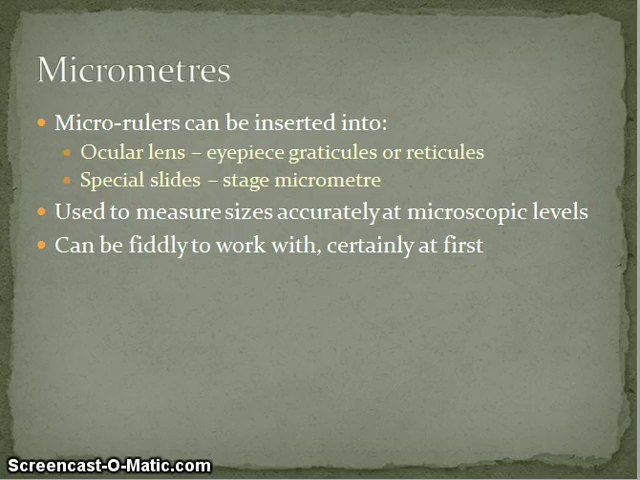 Micrometres
• Micro-rulers can be inserted into:
• Ocular lens – eyepiece graticules or reticules
• Special slides – stage micrometre
• Used to measure sizes accurately at microscopic levels
• Can be fiddly to work with, certainly at first
Screencast-O-Matic.com